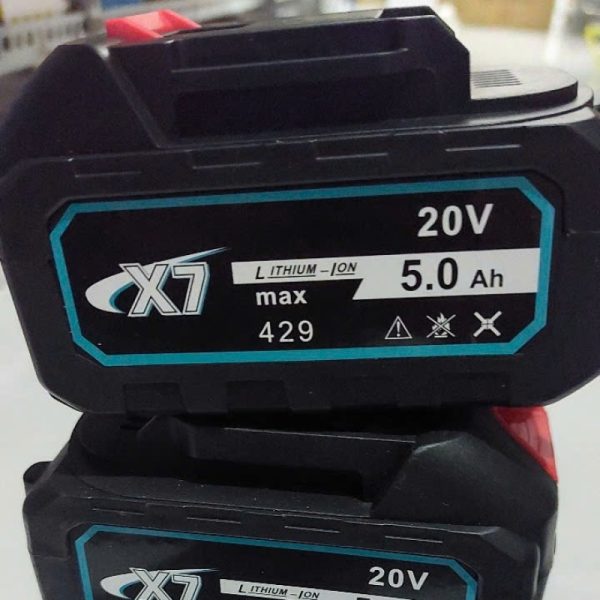 20V
X7 LITHIUM-ION 5.0 Ah
max
429
20V
X7 LITHIUM-ION